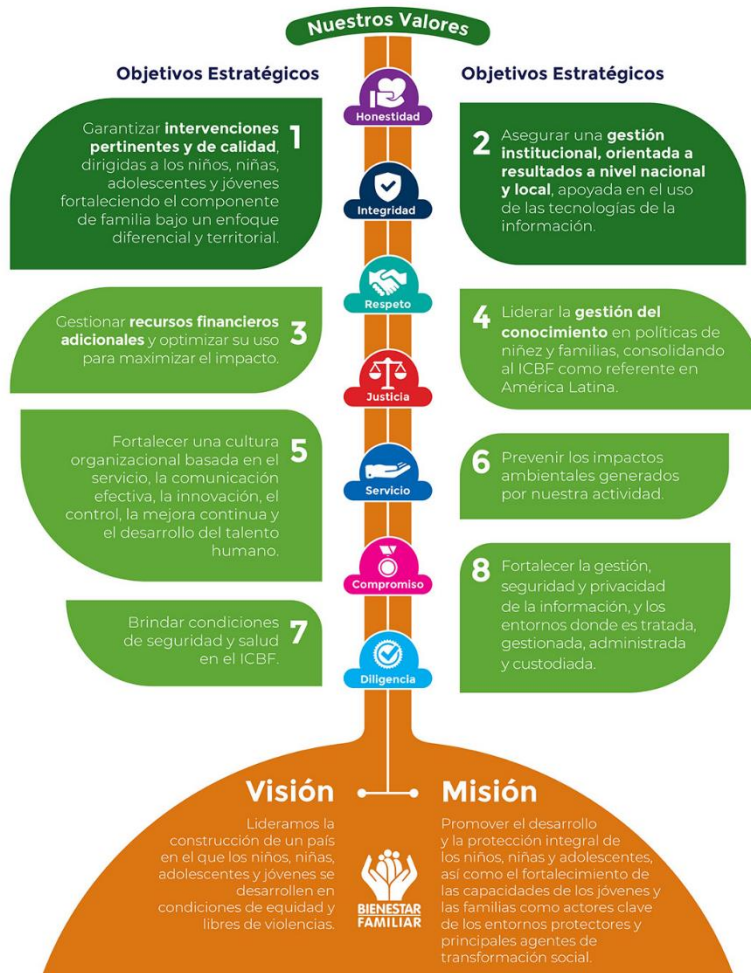 Nuestros Valores
Objetivos Estratégicos
Objetivos Estratégicos
Honestidad
1
Garantizar intervenciones
pertinentes y de calidad,
dirigidas a los niños, niñas,
adolescentes y jóvenes
fortaleciendo el componente
de familia bajo un enfoque
diferencial y territorial.
2
Asegurar una gestión
institucional, orientada a
resultados a nivel nacional
y local, apoyada en el uso
de las tecnologías de la
información.
Integridad
Respeto
3
Gestionar recursos financieros
adicionales y optimizar su uso
para maximizar el impacto.
4
Liderar la gestión del
conocimiento en políticas de
niñez y familias, consolidando
al ICBF como referente en
América Latina.
Justicia
5
Fortalecer una cultura
organizacional basada en el
servicio, la comunicación
efectiva, la innovación, el
control, la mejora continua y
el desarrollo del talento
humano.
6
Prevenir los impactos
ambientales generados
por nuestra actividad.
Servicio
Compromiso
7
Brindar condiciones
de seguridad y salud
en el ICBF.
8
Fortalecer la gestión,
seguridad y privacidad
de la información, y los
entornos donde es tratada,
gestionada, administrada
y custodiada.
Diligencia
Visión
Lideramos la
construcción de un país
en el que los niños, niñas,
adolescentes y jóvenes se
desarrollen en
condiciones de equidad y
libres de violencias.
BIENESTAR
FAMILIAR
Misión
Promover el desarrollo
y la protección integral de
los niños, niñas y adolescentes,
así como el fortalecimiento de
las capacidades de los jóvenes y
las familias como actores clave
de los entornos protectores y
principales agentes de
transformación social.